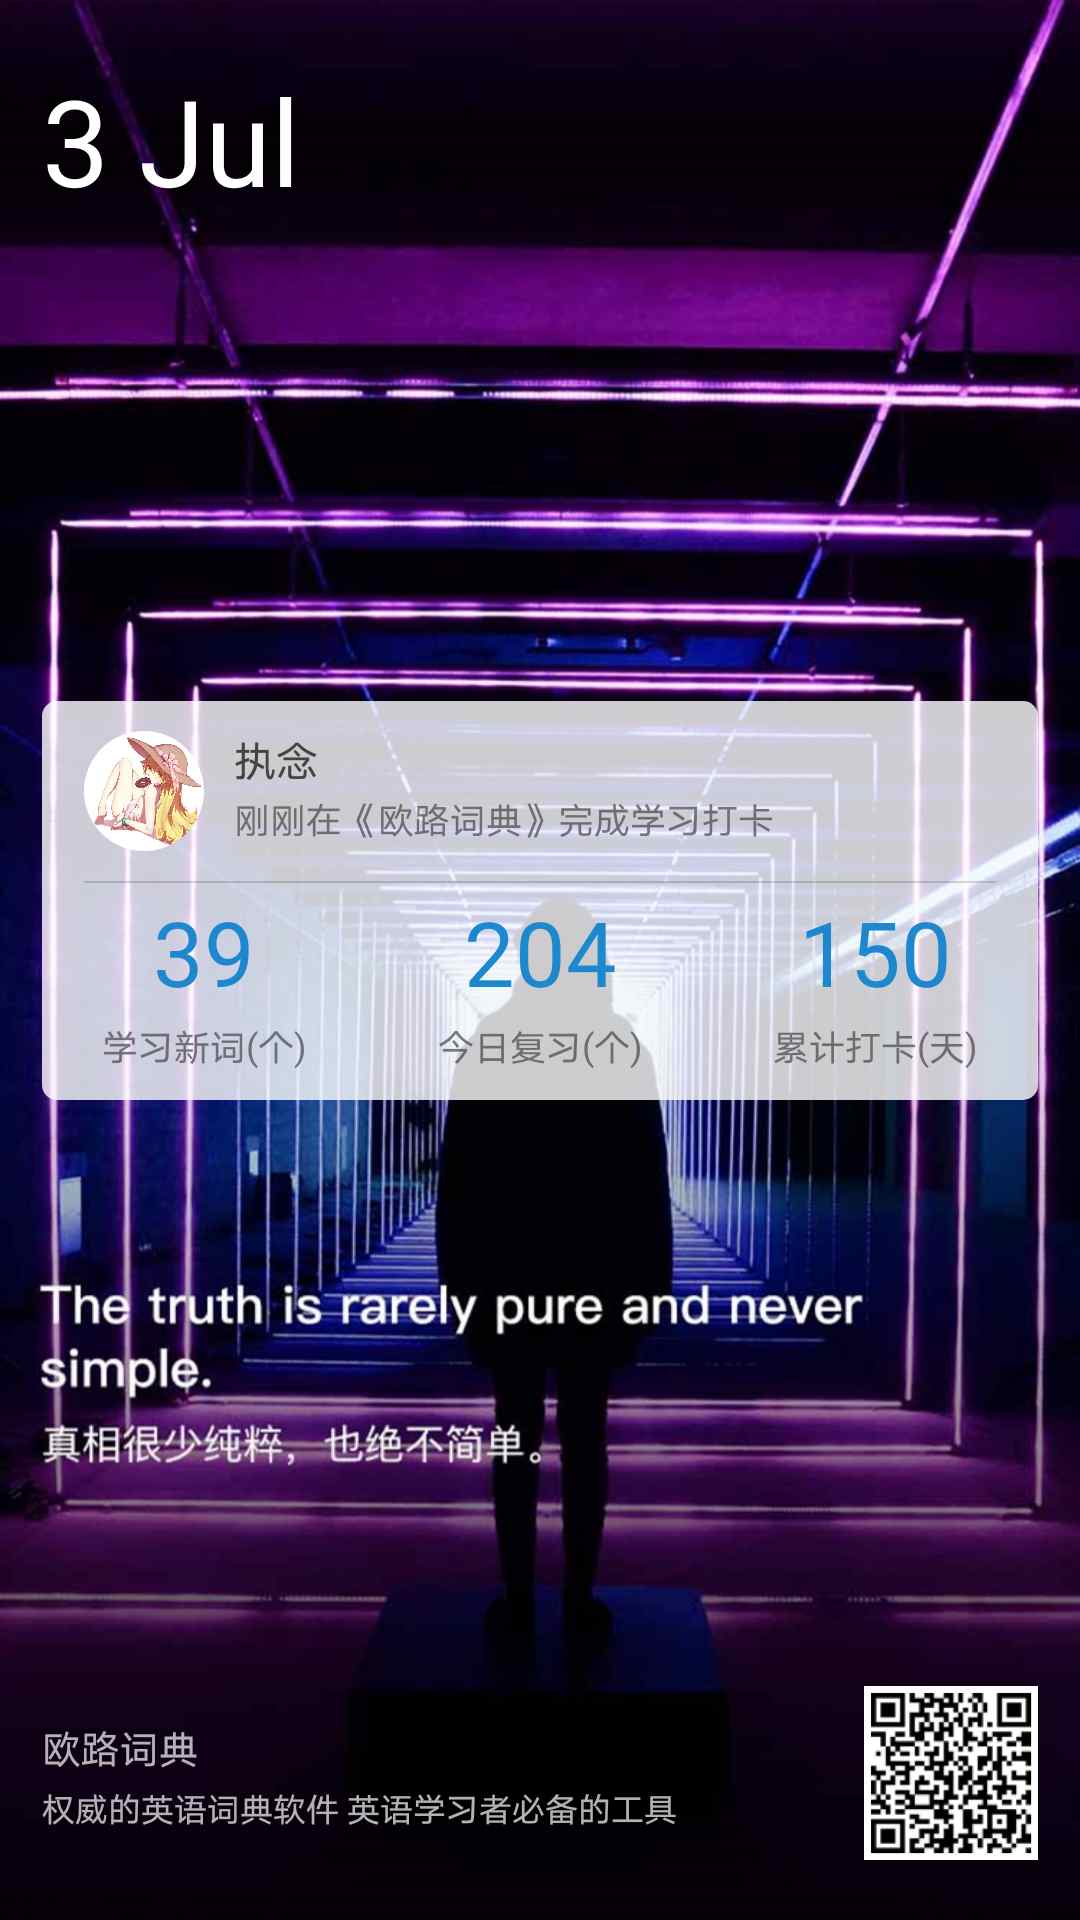 3 Jul
执念
刚刚在《欧路词典》完成学习打卡
39 204 150
学习新词(个) 今日复习(个) 累计打卡(天)
The truth is rarely pure and never
simple.
真相很少纯粹，也绝不简单。
欧路词典
权威的英语词典软件 英语学习者必备的工具